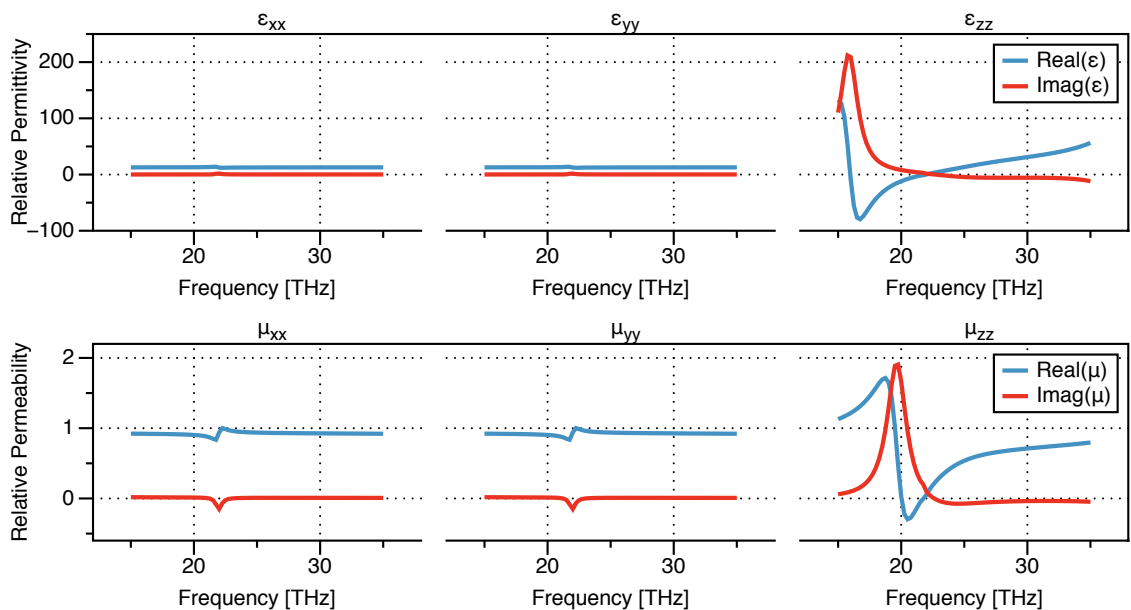 εxx εyy εzz
Relative Permittivity
200
100
0
−100
Real(ε)
Imag(ε)
20 30 20 30 20 30
Frequency [THz] Frequency [THz] Frequency [THz]
μxx μyy μzz
Relative Permeability
2
1
0
Real(μ)
Imag(μ)
20 30 20 30 20 30
Frequency [THz] Frequency [THz] Frequency [THz]